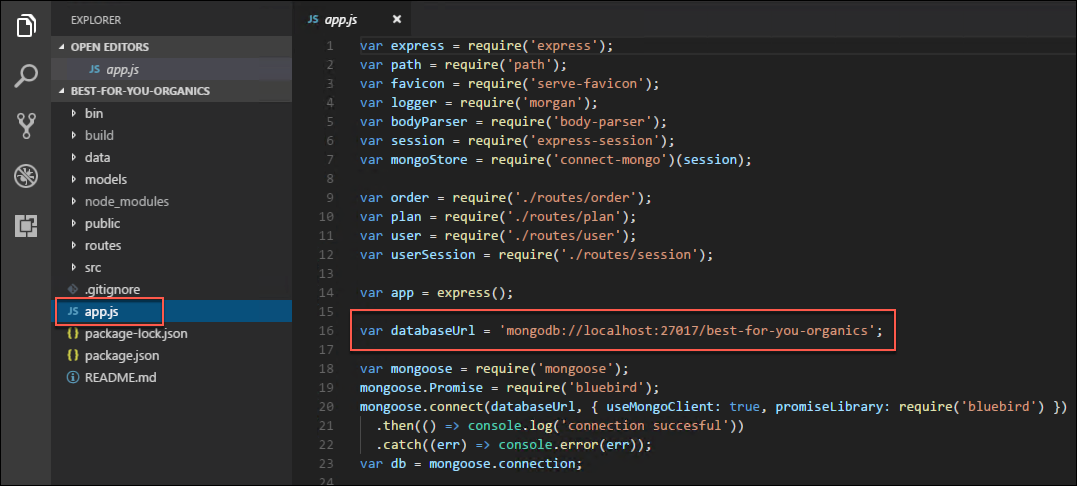 EXPLORER
OPEN EDITORS
JS app.js
BEST-FOR-YOU-ORGANICS
bin
build
data
models
node_modules
public
routes
src
.gitignore
JS app.js
{} package-lock.json
{} package.json
README.md
JS app.js
1 var express = require('express');
2 var path = require('path');
3 var favicon = require('serve-favicon');
4 var logger = require('morgan');
5 var bodyParser = require('body-parser');
6 var session = require('express-session');
7 var mongoStore = require('connect-mongo')(session);
8
9 var order = require('./routes/order');
10 var plan = require('./routes/plan');
11 var user = require('./routes/user');
12 var userSession = require('./routes/session');
13
14 var app = express();
15
16 var databaseUrl = 'mongodb://localhost:27017/best-for-you-organics';
17
18 var mongoose = require('mongoose');
19 mongoose.Promise = require('bluebird');
20 mongoose.connect(databaseUrl, { useMongoClient: true, promiseLibrary: require('bluebird') })
21 .then(() => console.log('connection succesful'))
22 .catch((err) => console.error(err));
23 var db = mongoose.connection;
24